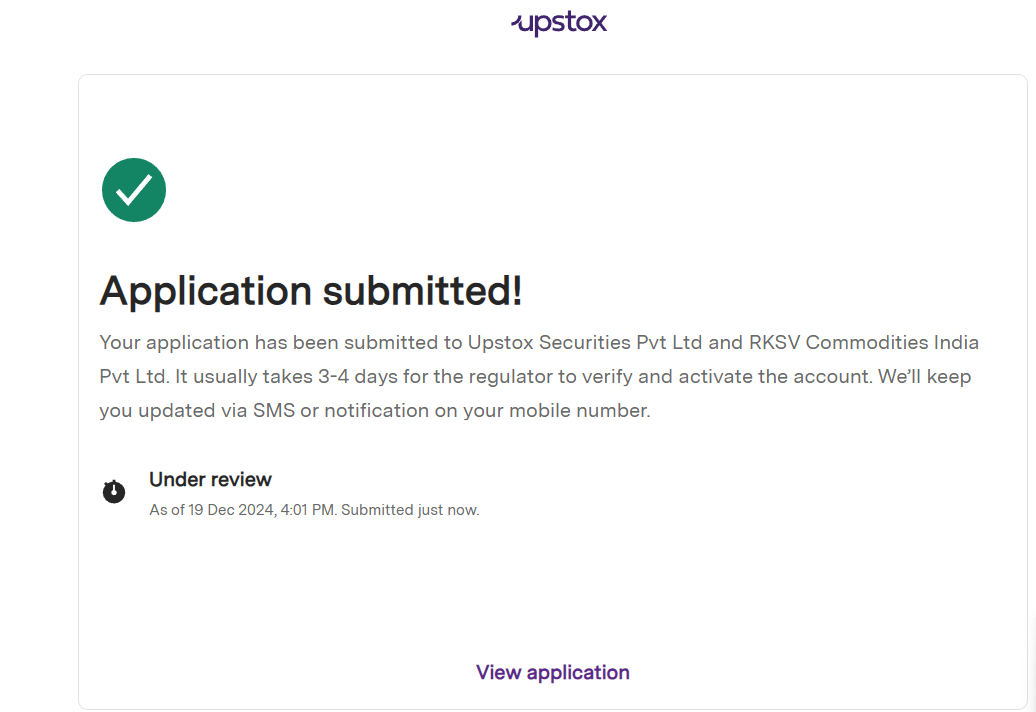 upstox
Application submitted!
Your application has been submitted to Upstox Securities Pvt Ltd and RKSV Commodities India
Pvt Ltd. It usually takes 3-4 days for the regulator to verify and activate the account. We’ll keep
you updated via SMS or notification on your mobile number.
Under review
As of 19 Dec 2024, 4:01 PM. Submitted just now.
View application